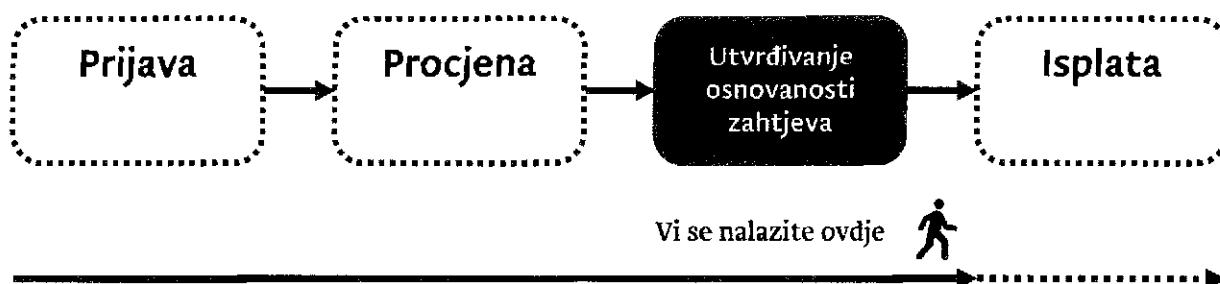 Prijava
Procjena
Utvrđivanje
osnovanosti
zahtjeva
Isplata
Vi se nalazite ovdje